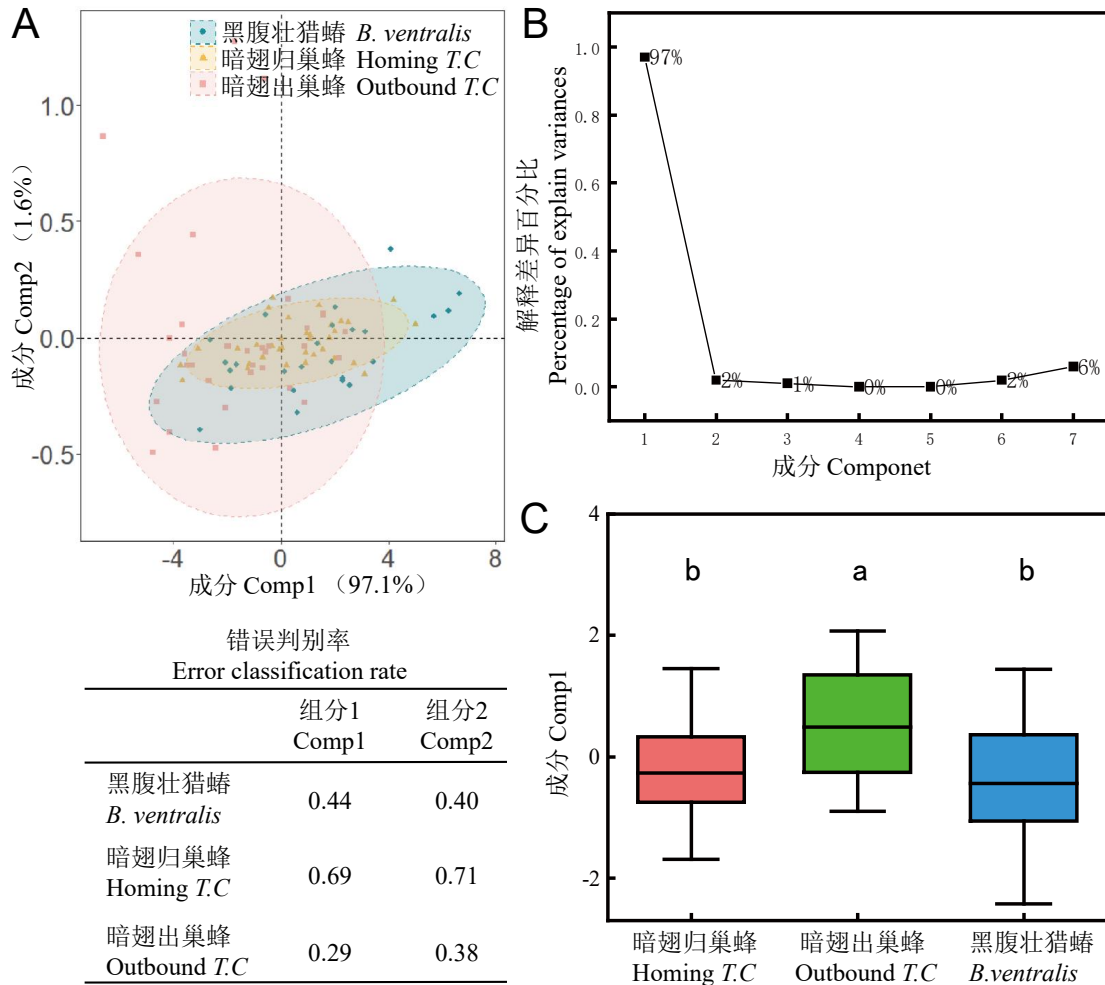 A
黑腹壮猎蝽 B. ventralis
暗翅归巢蜂 Homing T.C
暗翅出巢蜂 Outbound T.C
1.0
0.5
0.0
-0.5
成分 Comp2 （1.6%）
-4
0
4
8
成分 Comp1 （97.1%）
B
1.0
0.8
0.6
0.4
0.2
0.0
解释差异百分比
Percentage of explain variances
97%
2%
1%
0%
0%
2%
6%
1
2
3
4
5
6
7
成分 Componet
错误判别率
Error classification rate
组分1 组分2
Comp1 Comp2
黑腹壮猎蝽
B. ventralis
0.44 0.40
暗翅归巢蜂
Homing T.C
0.69 0.71
暗翅出巢蜂
Outbound T.C
0.29 0.38
C
4
2
0
-2
成分 Comp1
b
a
b
暗翅归巢蜂 暗翅出巢蜂 黑腹壮猎蝽
Homing T.C Outbound T.C B.ventralis